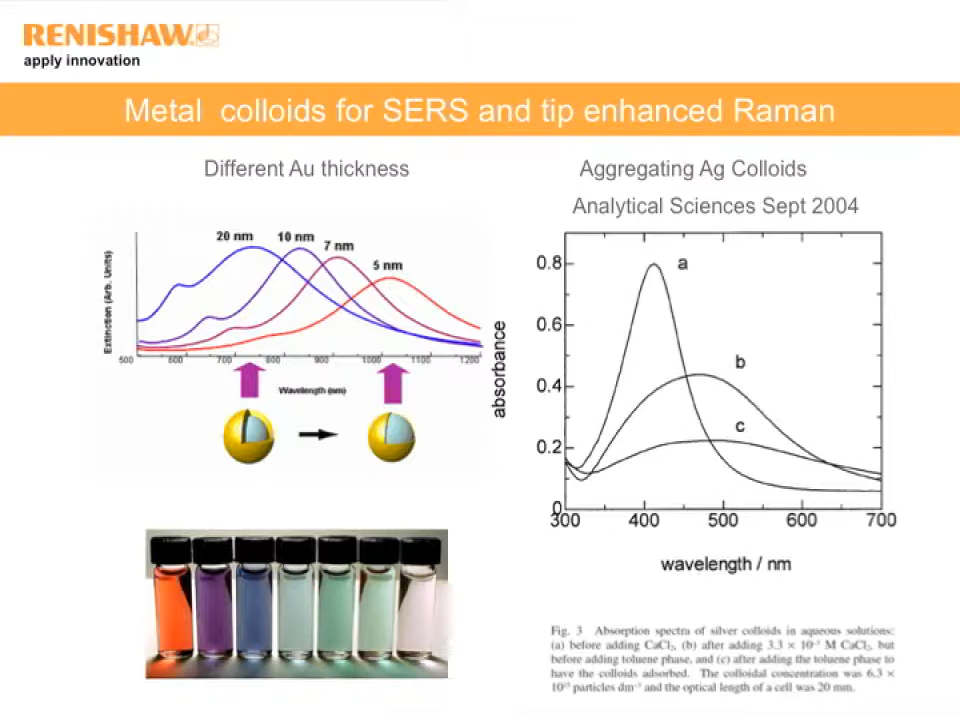 RENISHAW
apply innovation
Metal colloids for SERS and tip enhanced Raman
Different Au thickness
Aggregating Ag Colloids
Analytical Sciences Sept 2004
20 nm
10 nm
7 nm
5 nm
Extinction (Arb. Units)
500 600 700 800 900 1000 1100 1200
Wavelength (nm)
absorbance
0.8
0.6
0.4
0.2
0
a
b
c
300 400 500 600 700
wavelength / nm
Fig. 3 Absorption spectra of silver colloids in aqueous solutions:
(a) before adding CaCl₂, (b) after adding 3.3 × 10⁻³ M CaCl₂, but
before adding toluene phase, and (c) after adding the toluene phase to
have the colloids adsorbed. The colloidal concentration was 6.3 ×
particles dm⁻³ and the optical length of a cell was 20 mm.